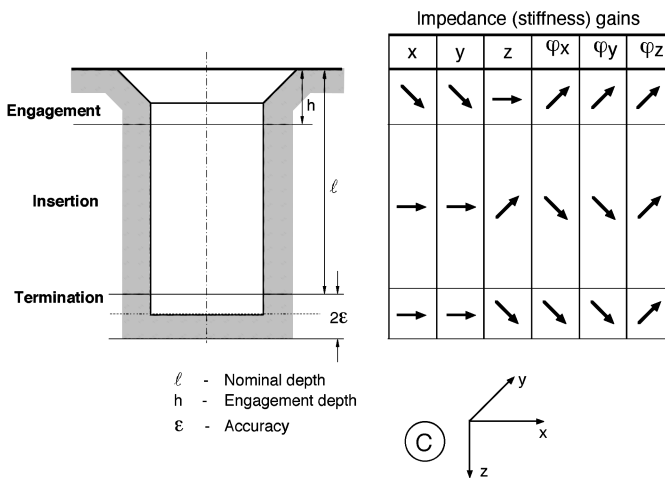 Impedance (stiffness) gains
x y z φx φy φz
Engagement
h
ℓ
Insertion
Termination
2ε
ℓ - Nominal depth
h - Engagement depth
ε - Accuracy
y
C
x
z